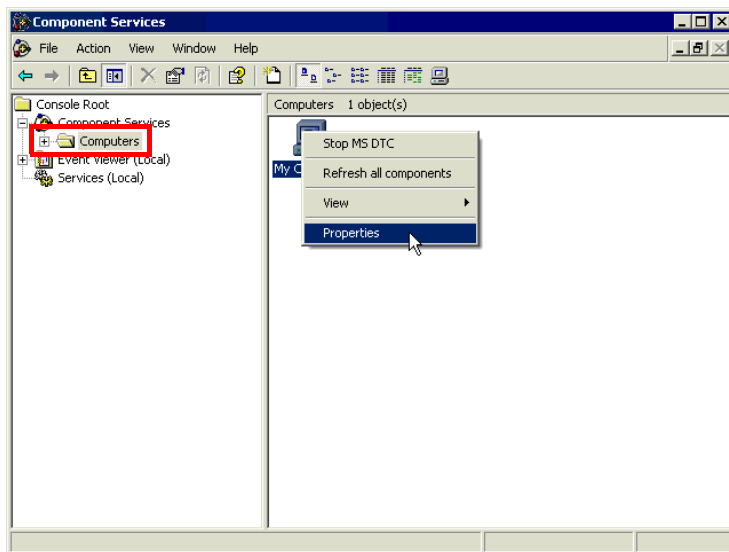 Component Services
File Action View Window Help
Console Root
Component Services
Computers
Event Viewer (Local)
Services (Local)
Computers 1 object(s)
My C
Stop MS DTC
Refresh all components
View
Properties